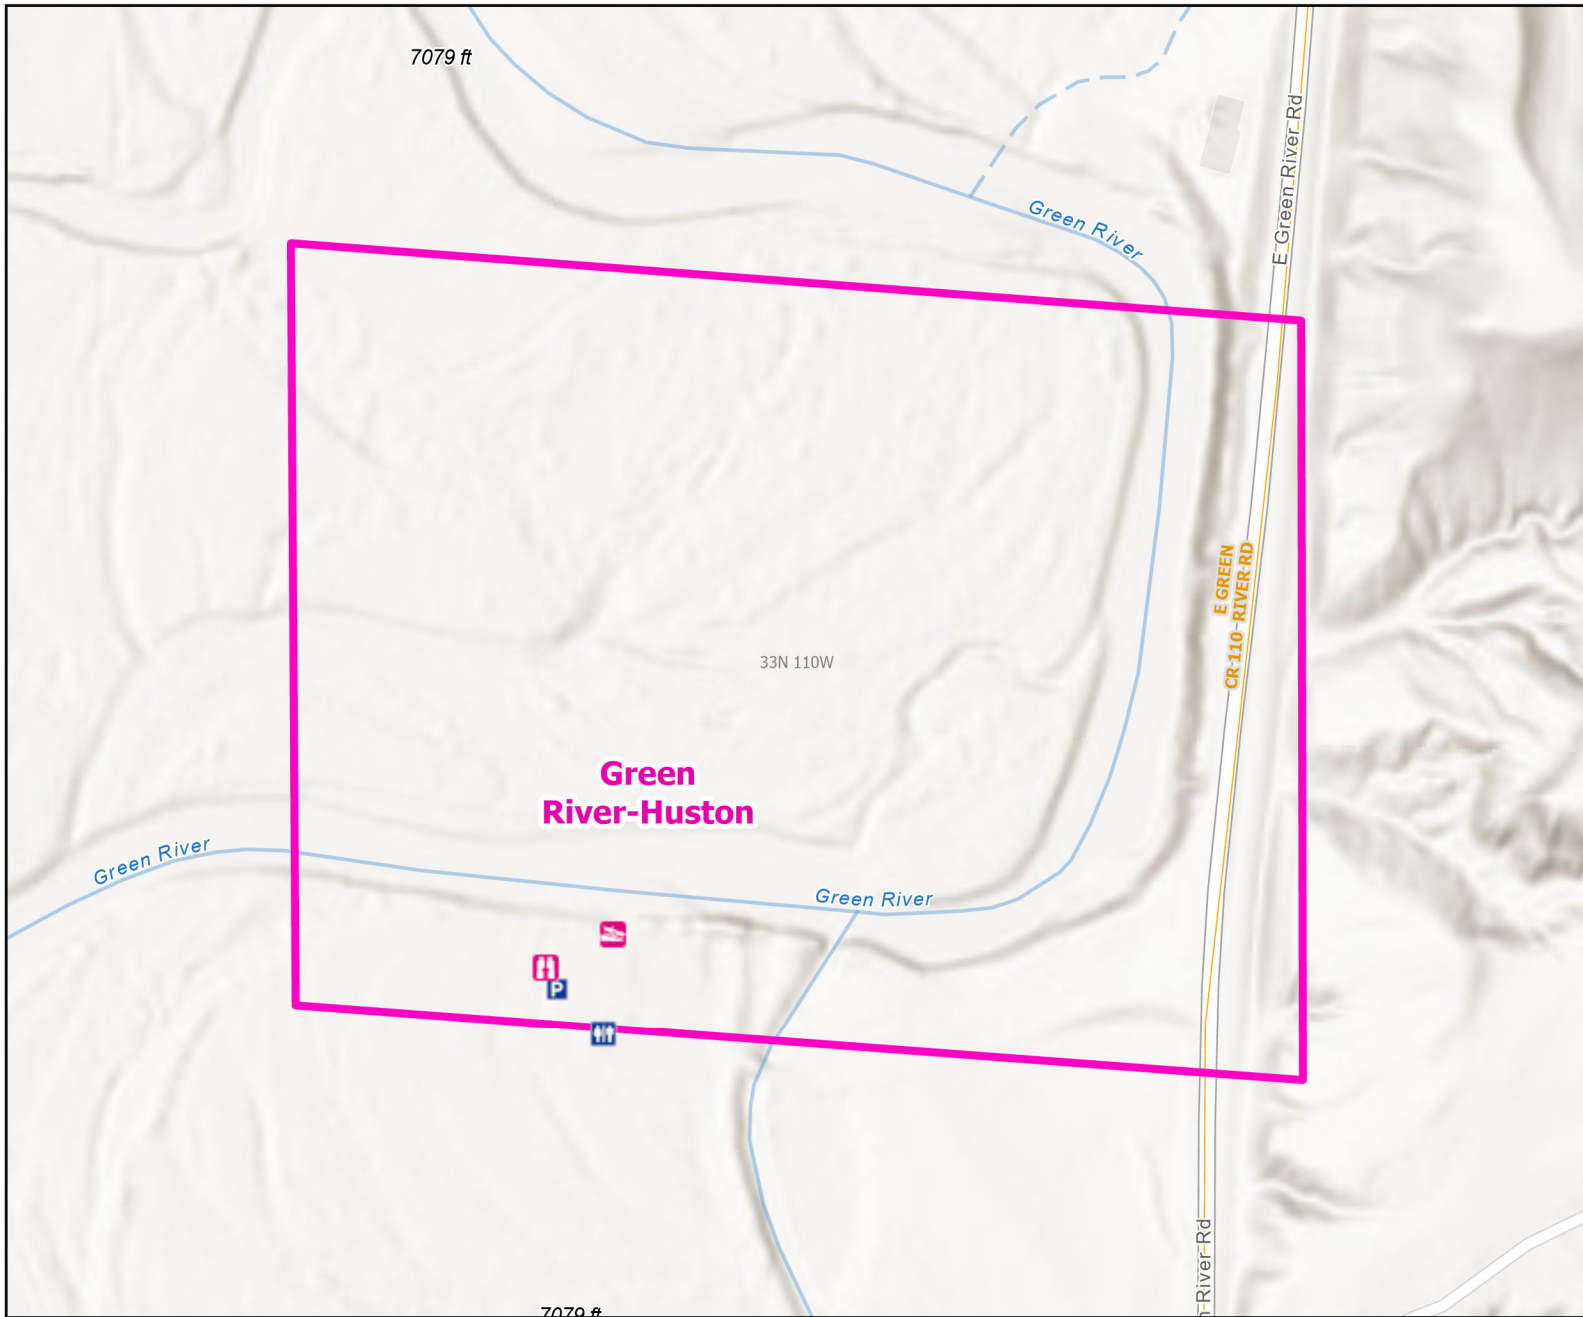 7079 ft
E Green River Rd
Green River
E GREEN
CR 110 RIVER RD
33N 110W
Green
River-Huston
Green River
Green River
P
n River Rd
7079 ft